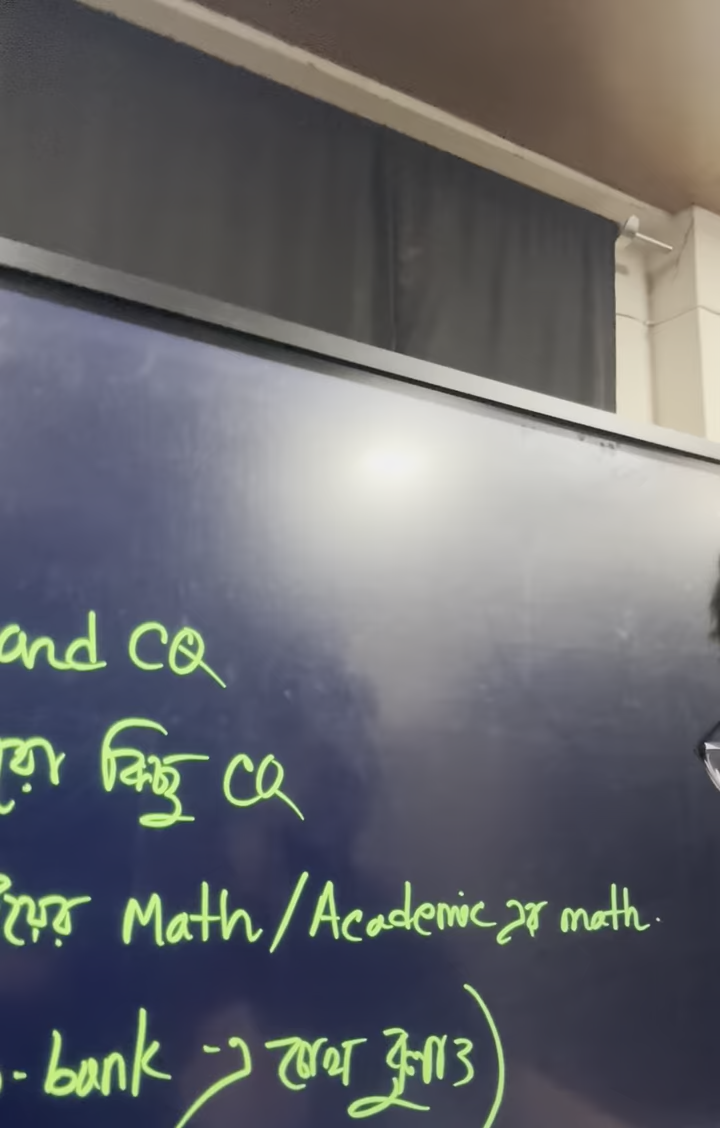 and CQ
রো কিছু CQ
য়ের Math/Academic এর math.
-bank →